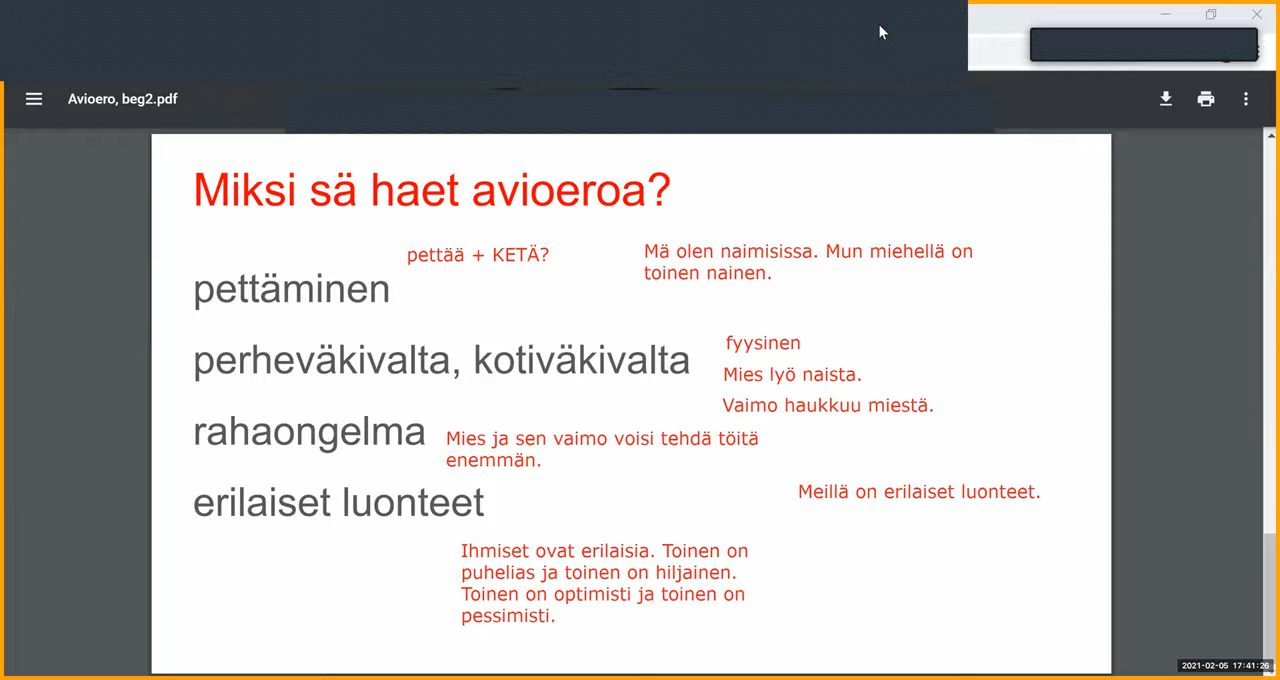 Avioero, beg2.pdf
Miksi sä haet avioeroa?
pettää + KETÄ?
Mä olen naimisissa. Mun miehellä on
toinen nainen.
pettäminen
fyysinen
perheväkivalta, kotiväkivalta
Mies lyö naista.
Vaimo haukkuu miestä.
rahaongelma
Mies ja sen vaimo voisi tehdä töitä
enemmän.
Meillä on erilaiset luonteet.
erilaiset luonteet
Ihmiset ovat erilaisia. Toinen on
puhelias ja toinen on hiljainen.
Toinen on optimisti ja toinen on
pessimisti.
2021-02-05 17:41:26